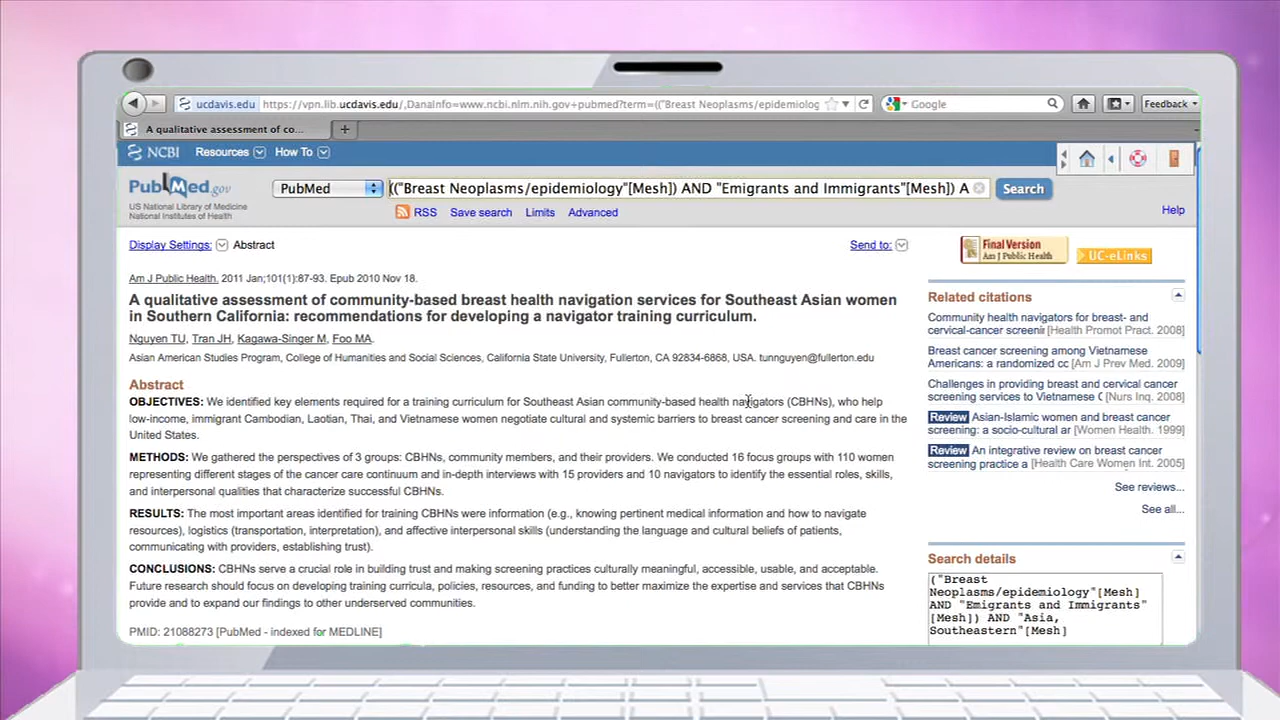 ucdavis.edu https://vpn.lib.ucdavis.edu/,DanaInfo=www.ncbi.nlm.nih.gov+pubmed?term=(("Breast Neoplasms/epidemiolog Google Feedback
A qualitative assessment of co... +
NCBI Resources How To
PubMed.gov
US National Library of Medicine
National Institutes of Health
PubMed (("Breast Neoplasms/epidemiology"[Mesh]) AND "Emigrants and Immigrants"[Mesh]) A Search
RSS Save search Limits Advanced Help
Display Settings: Abstract Send to:
Final Version
Am J Public Health
UC-eLinks
Am J Public Health. 2011 Jan;101(1):87-93. Epub 2010 Nov 18.
A qualitative assessment of community-based breast health navigation services for Southeast Asian women
in Southern California: recommendations for developing a navigator training curriculum.
Nguyen TU, Tran JH, Kagawa-Singer M, Foo MA.
Asian American Studies Program, College of Humanities and Social Sciences, California State University, Fullerton, CA 92834-6868, USA. tunnguyen@fullerton.edu
Abstract
OBJECTIVES: We identified key elements required for a training curriculum for Southeast Asian community-based health navigators (CBHNs), who help
low-income, immigrant Cambodian, Laotian, Thai, and Vietnamese women negotiate cultural and systemic barriers to breast cancer screening and care in the
United States.
METHODS: We gathered the perspectives of 3 groups: CBHNs, community members, and their providers. We conducted 16 focus groups with 110 women
representing different stages of the cancer care continuum and in-depth interviews with 15 providers and 10 navigators to identify the essential roles, skills,
and interpersonal qualities that characterize successful CBHNs.
RESULTS: The most important areas identified for training CBHNs were information (e.g., knowing pertinent medical information and how to navigate
resources), logistics (transportation, interpretation), and affective interpersonal skills (understanding the language and cultural beliefs of patients,
communicating with providers, establishing trust).
CONCLUSIONS: CBHNs serve a crucial role in building trust and making screening practices culturally meaningful, accessible, usable, and acceptable.
Future research should focus on developing training curricula, policies, resources, and funding to better maximize the expertise and services that CBHNs
provide and to expand our findings to other underserved communities.
PMID: 21088273 [PubMed - indexed for MEDLINE]
Related citations
Community health navigators for breast- and
cervical-cancer screenin [Health Promot Pract. 2008]
Breast cancer screening among Vietnamese
Americans: a randomized cc [Am J Prev Med. 2009]
Challenges in providing breast and cervical cancer
screening services to Vietnamese C [Nurs Inq. 2008]
Review Asian-Islamic women and breast cancer
screening: a socio-cultural ar [Women Health. 1999]
Review An integrative review on breast cancer
screening practice a [Health Care Women Int. 2005]
See reviews...
See all...
Search details
("Breast
Neoplasms/epidemiology"[Mesh]
AND "Emigrants and Immigrants"
[Mesh]) AND "Asia,
Southeastern"[Mesh]